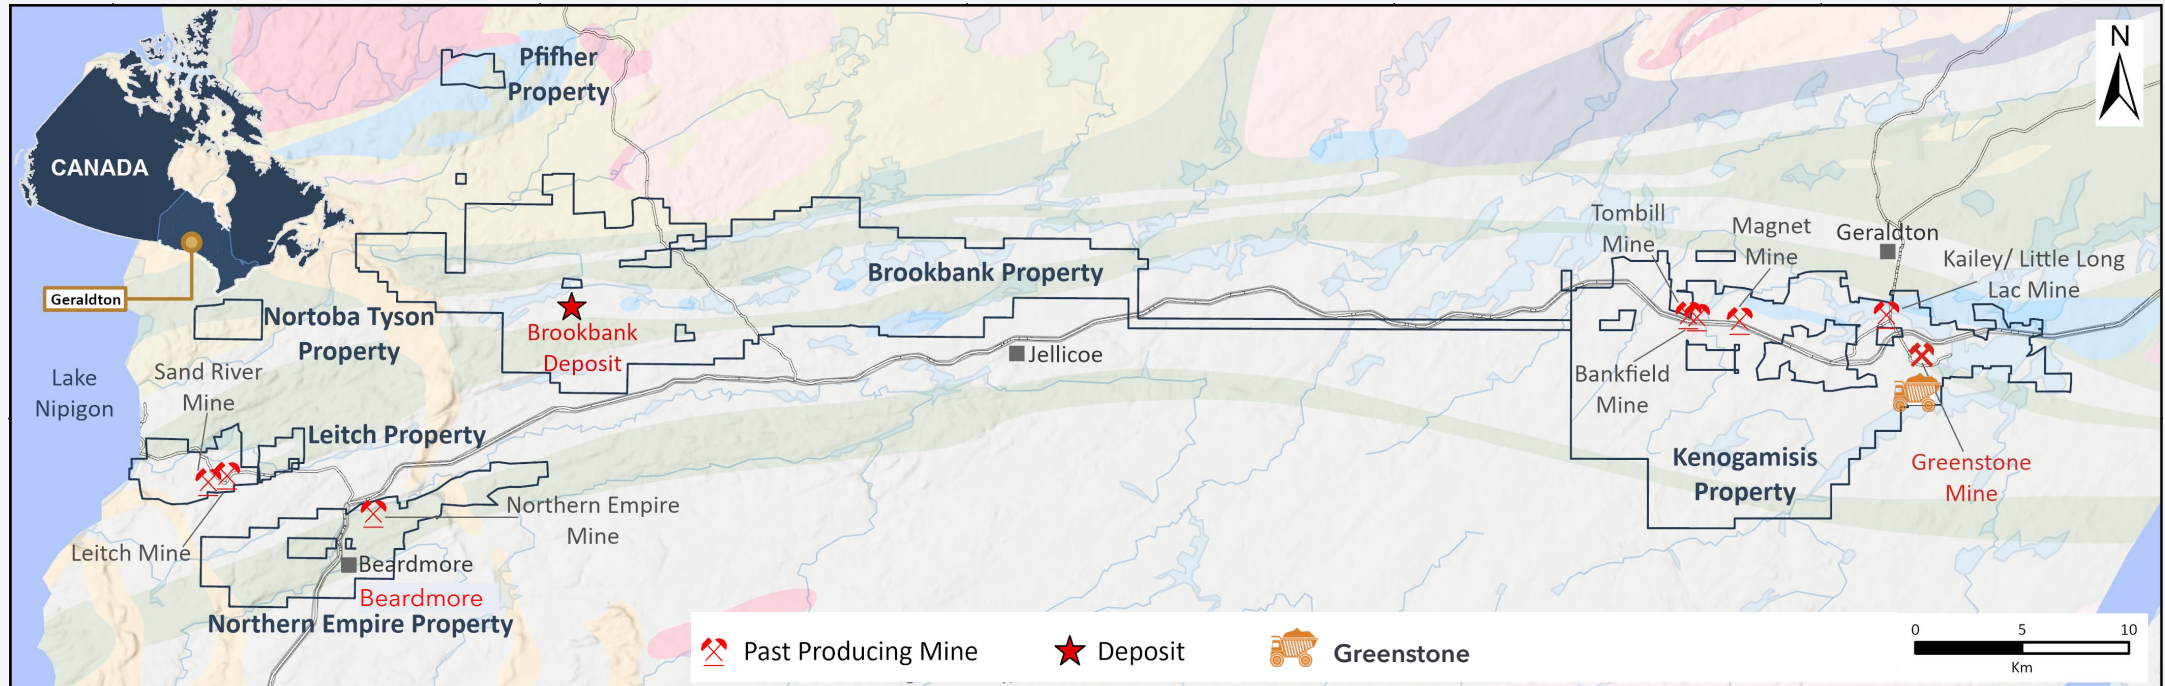 Pfifher
Property
N
CANADA
Geraldton
Tombill
Mine
Magnet
Mine
Geraldton
Kailey/ Little Long
Lac Mine
Brookbank Property
Nortoba Tyson
Property
Brookbank
Deposit
Jellicoe
Lake
Nipigon
Sand River
Mine
Bankfield
Mine
Leitch Property
Kenogamisis
Property
Greenstone
Mine
Northern Empire
Mine
Leitch Mine
Beardmore
Beardmore
Northern Empire Property
Past Producing Mine
Deposit
Greenstone
0 5 10
Km